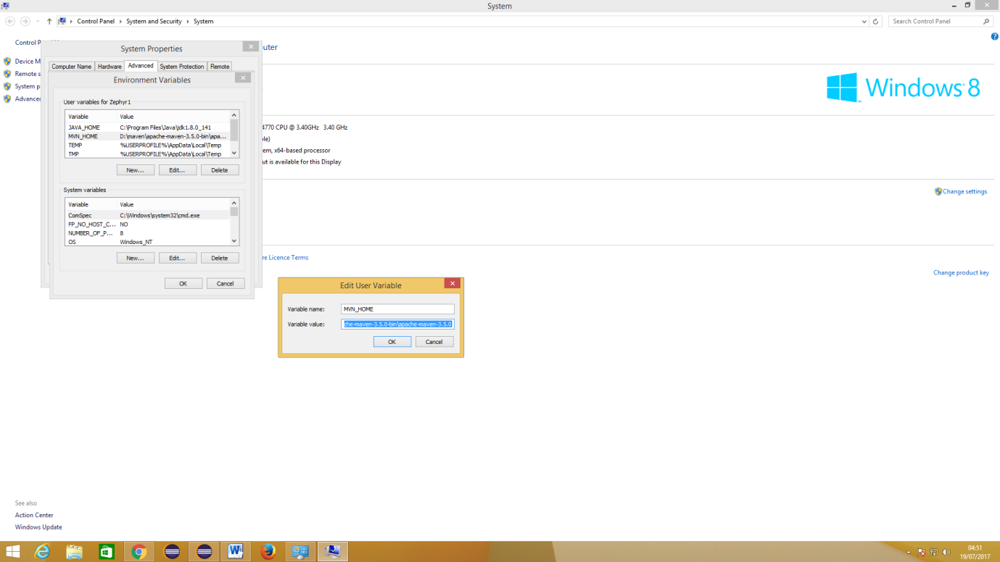 System
Control Panel
System and Security
System
Search Control Panel
Control P
Device M
Remote s
System p
Advanced
System Properties
Computer Name
Hardware
Advanced
System Protection
Remote
Environment Variables
User variables for Zephyr1
Variable Value
JAVA_HOME C:\Program Files\Java\jdk1.8.0_141
MVN_HOME D:\maven\apache-maven-3.5.0-bin\apa...
TEMP %USERPROFILE%\AppData\Local\Temp
TMP %USERPROFILE%\AppData\Local\Temp
New... Edit... Delete
System variables
Variable Value
ComSpec C:\Windows\system32\cmd.exe
FP_NO_HOST_C... NO
NUMBER_OF_P... 8
OS Windows_NT
New... Edit... Delete
OK Cancel
uter
Windows 8
4770 CPU @ 3.40GHz 3.40 GHz
le)
em, x64-based processor
ut is available for this Display
Change settings
re Licence Terms
Change product key
Edit User Variable
Variable name: MVN_HOME
Variable value: che-maven-3.5.0-bin\apache-maven-3.5.0
OK Cancel
See also
Action Center
Windows Update
04:51
19/07/2017